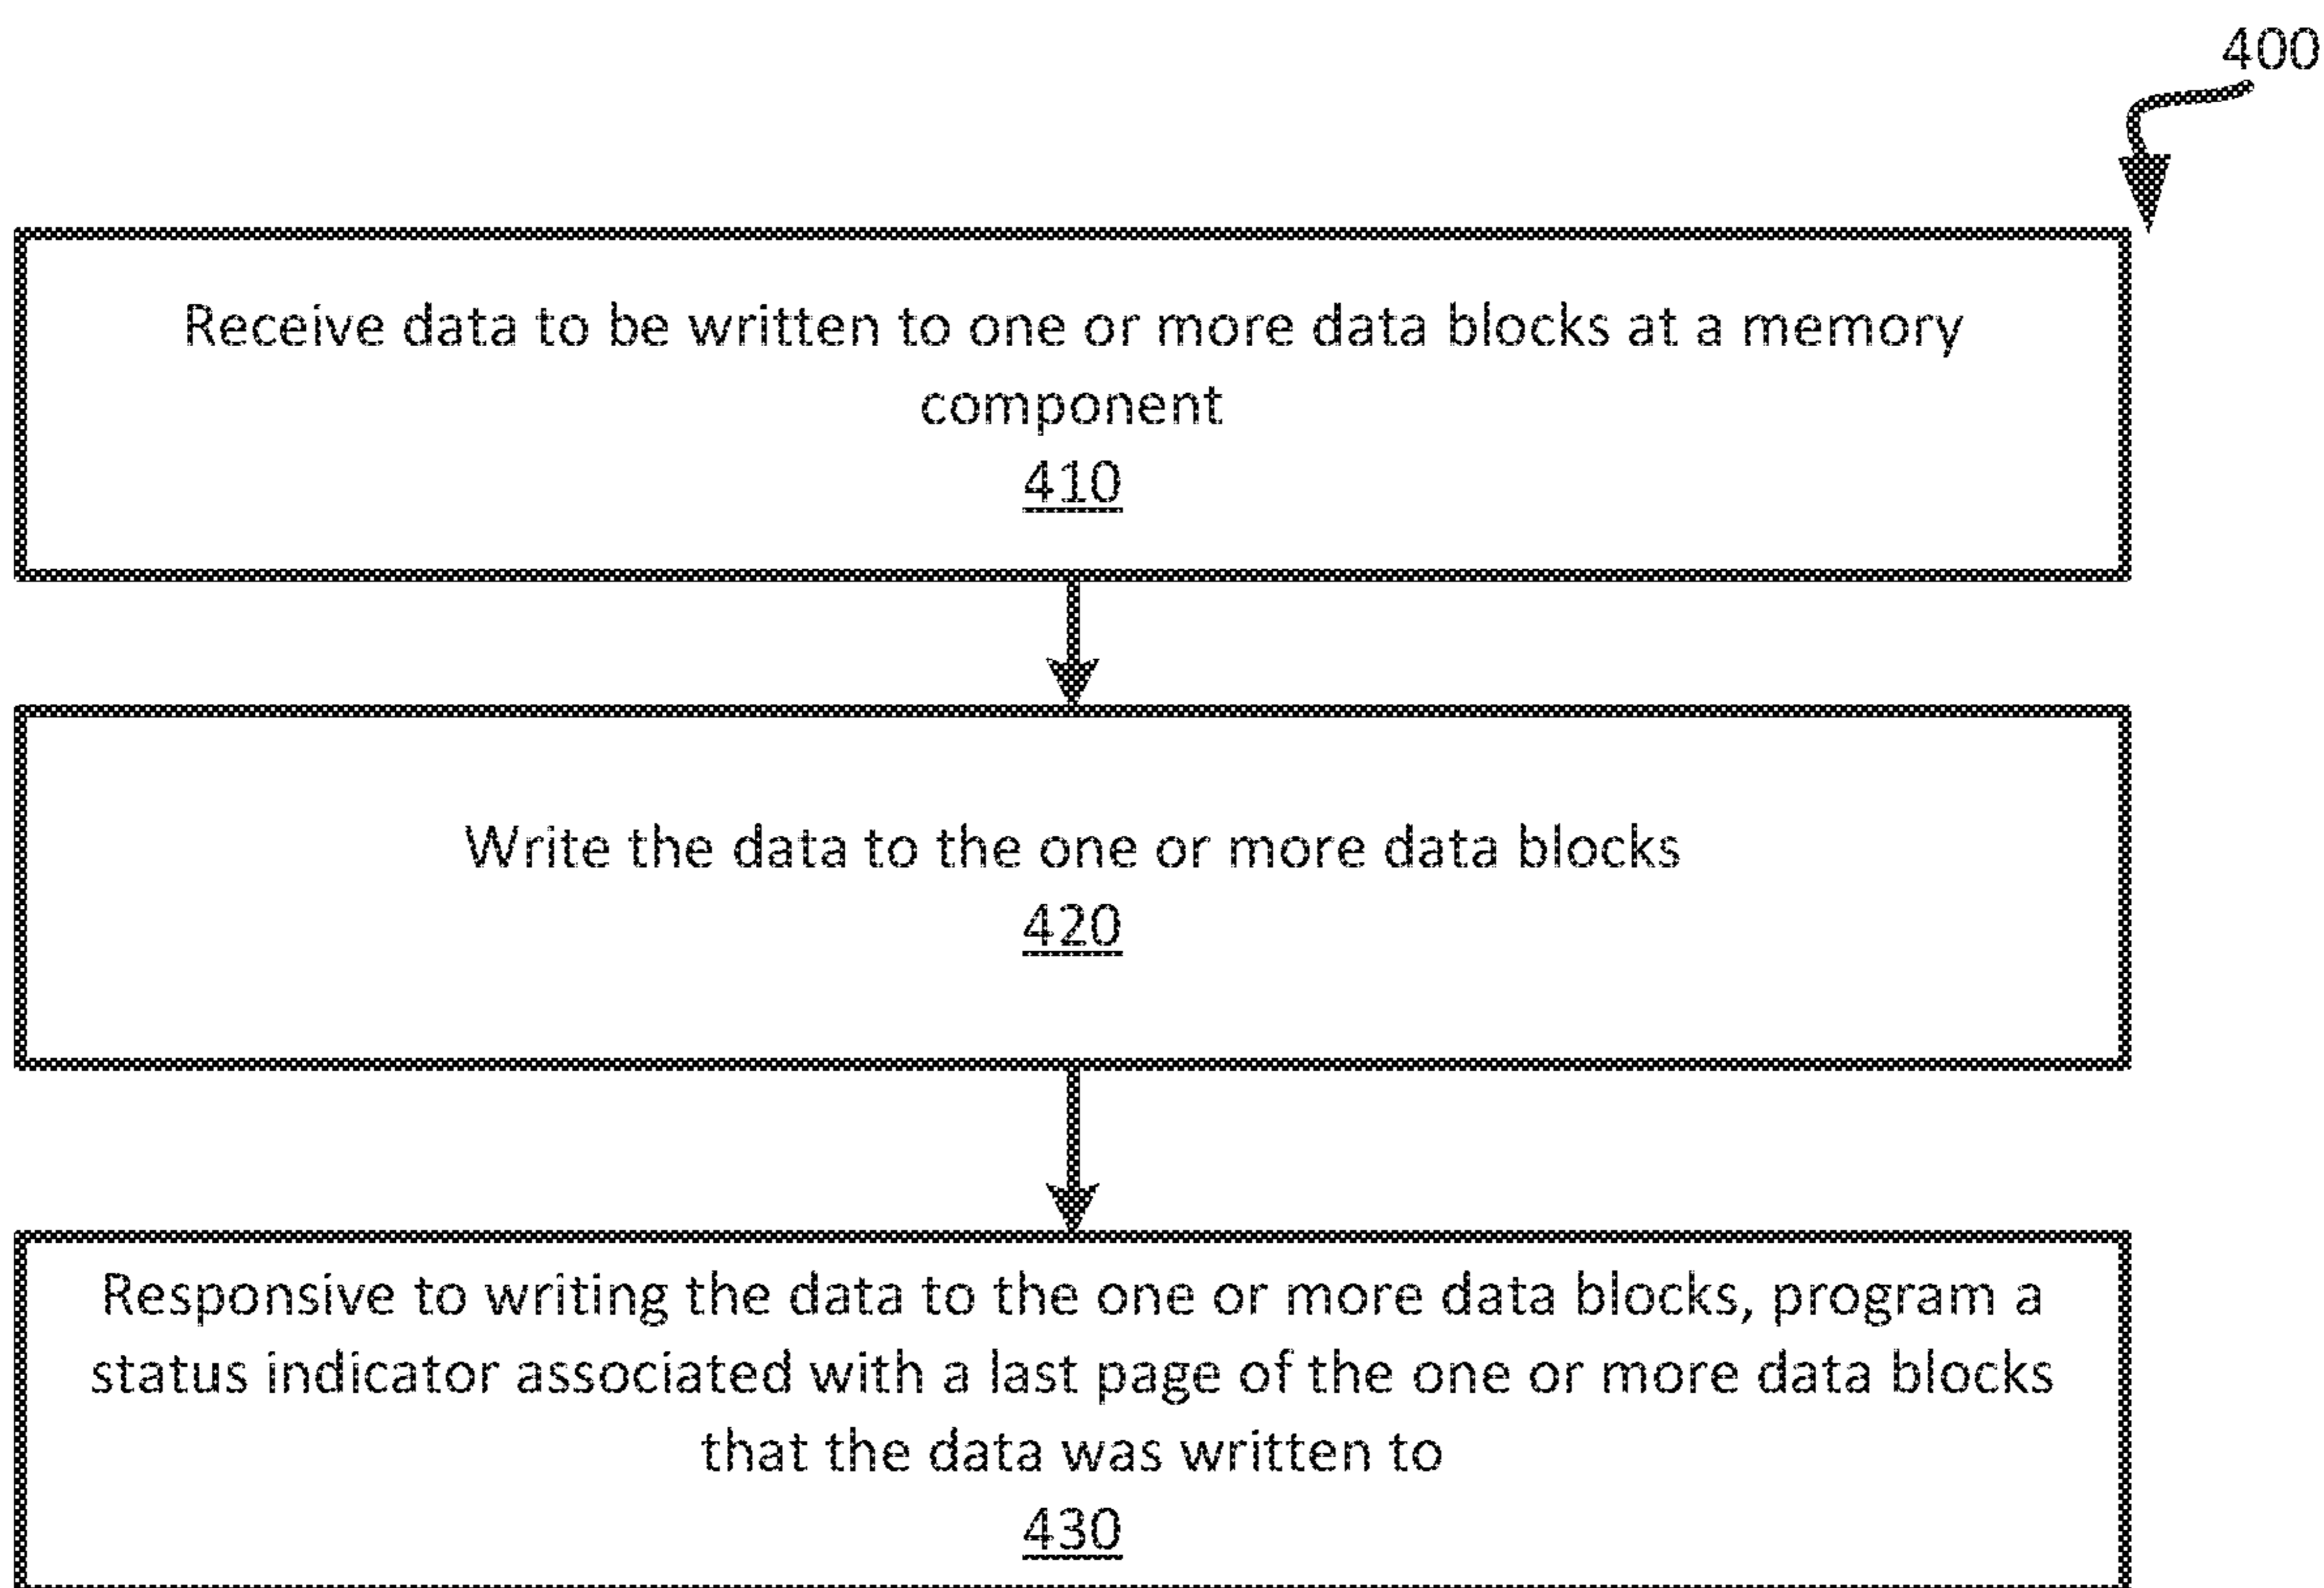 400
Receive data to be written to one or more data blocks at a memory
component
410
Write the data to the one or more data blocks
420
Responsive to writing the data to the one or more data blocks, program a
status indicator associated with a last page of the one or more data blocks
that the data was written to
430